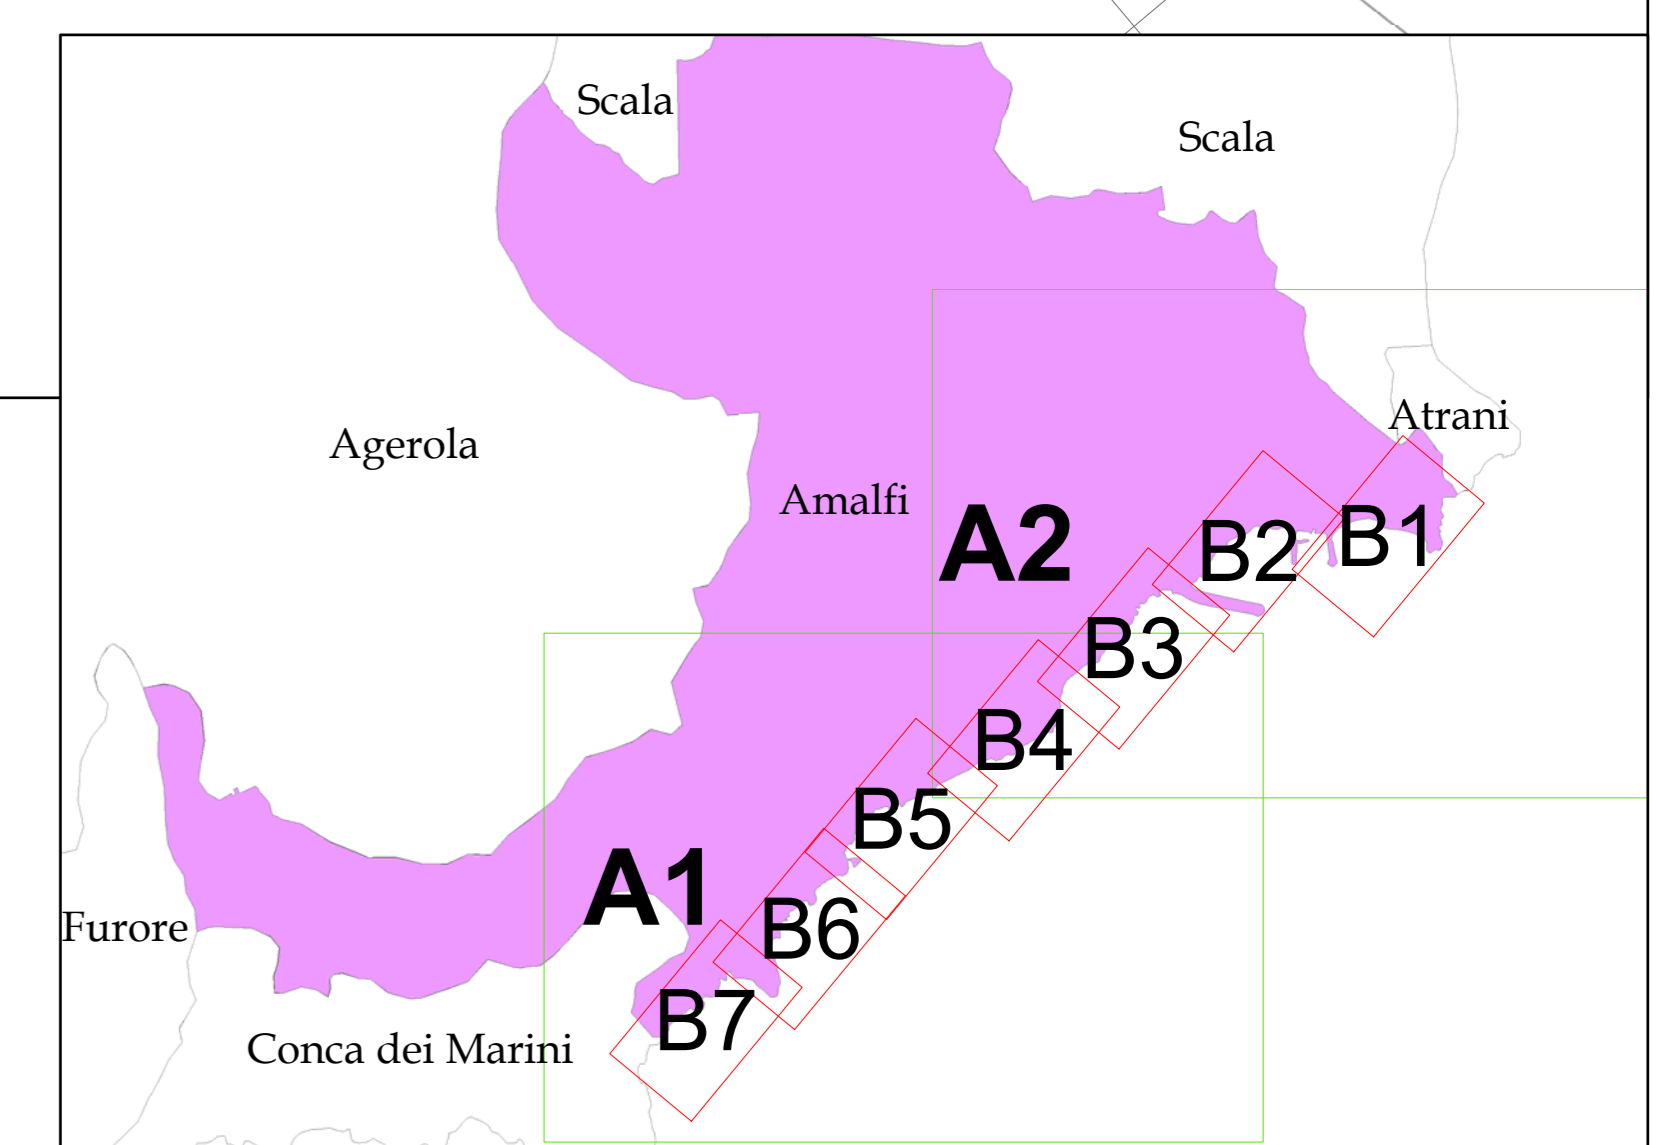 Scala
Scala
Atrani
Agerola
Amalfi
A2
B1
B2
B3
B4
B5
A1
B6
Furore
B7
Conca dei Marini